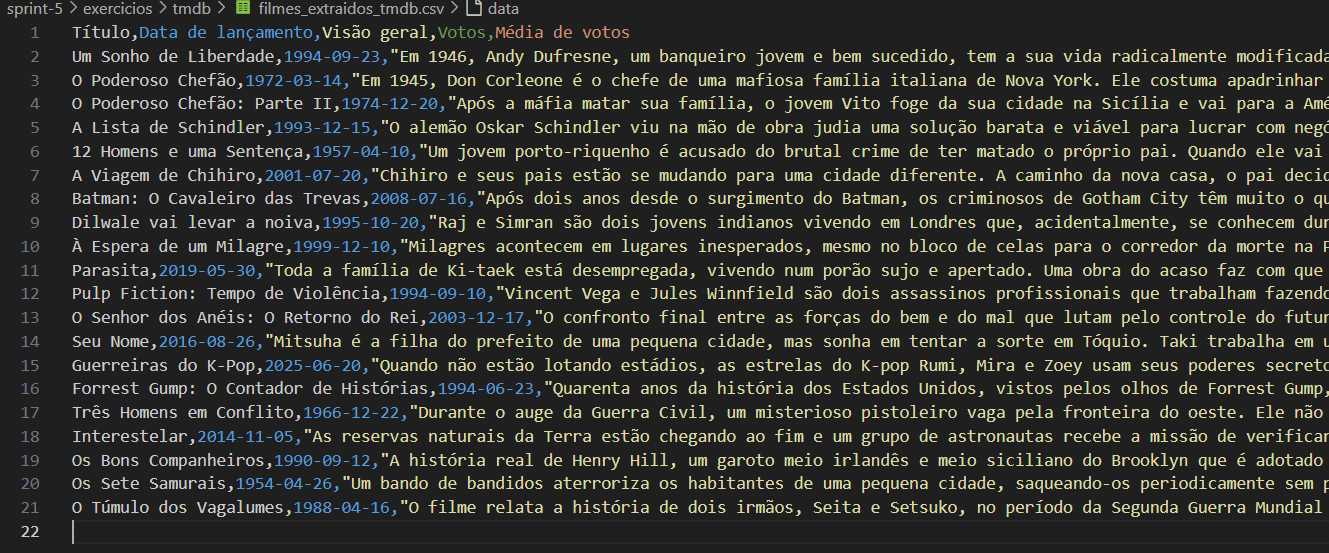 sprint-5 > exercicios > tmdb > filmes_extraidos_tmdb.csv > data
1 Título,Data de lançamento,Visão geral,Votos,Média de votos
2 Um Sonho de Liberdade,1994-09-23,"Em 1946, Andy Dufresne, um banqueiro jovem e bem sucedido, tem a sua vida radicalmente modificada
3 O Poderoso Chefão,1972-03-14,"Em 1945, Don Corleone é o chefe de uma mafiosa família italiana de Nova York. Ele costuma apadrinhar
4 O Poderoso Chefão: Parte II,1974-12-20,"Após a máfia matar sua família, o jovem Vito foge da sua cidade na Sicília e vai para a Amé
5 A Lista de Schindler,1993-12-15,"O alemão Oskar Schindler viu na mão de obra judia uma solução barata e viável para lucrar com negó
6 12 Homens e uma Sentença,1957-04-10,"Um jovem porto-riquenho é acusado do brutal crime de ter matado o próprio pai. Quando ele vai
7 A Viagem de Chihiro,2001-07-20,"Chihiro e seus pais estão se mudando para uma cidade diferente. A caminho da nova casa, o pai decid
8 Batman: O Cavaleiro das Trevas,2008-07-16,"Após dois anos desde o surgimento do Batman, os criminosos de Gotham City têm muito o qu
9 Dilwale vai levar a noiva,1995-10-20,"Raj e Simran são dois jovens indianos vivendo em Londres que, acidentalmente, se conhecem dur
10 À Espera de um Milagre,1999-12-10,"Milagres acontecem em lugares inesperados, mesmo no bloco de celas para o corredor da morte na P
11 Parasita,2019-05-30,"Toda a família de Ki-taek está desempregada, vivendo num porão sujo e apertado. Uma obra do acaso faz com que
12 Pulp Fiction: Tempo de Violência,1994-09-10,"Vincent Vega e Jules Winnfield são dois assassinos profissionais que trabalham fazendo
13 O Senhor dos Anéis: O Retorno do Rei,2003-12-17,"O confronto final entre as forças do bem e do mal que lutam pelo controle do futur
14 Seu Nome,2016-08-26,"Mitsuha é a filha do prefeito de uma pequena cidade, mas sonha em tentar a sorte em Tóquio. Taki trabalha em u
15 Guerreiras do K-Pop,2025-06-20,"Quando não estão lotando estádios, as estrelas do K-pop Rumi, Mira e Zoey usam seus poderes secreto
16 Forrest Gump: O Contador de Histórias,1994-06-23,"Quarenta anos da história dos Estados Unidos, vistos pelos olhos de Forrest Gump,
17 Três Homens em Conflito,1966-12-22,"Durante o auge da Guerra Civil, um misterioso pistoleiro vaga pela fronteira do oeste. Ele não
18 Interestelar,2014-11-05,"As reservas naturais da Terra estão chegando ao fim e um grupo de astronautas recebe a missão de verificar
19 Os Bons Companheiros,1990-09-12,"A história real de Henry Hill, um garoto meio irlandês e meio siciliano do Brooklyn que é adotado
20 Os Sete Samurais,1954-04-26,"Um bando de bandidos aterroriza os habitantes de uma pequena cidade, saqueando-os periodicamente sem p
21 O Túmulo dos Vagalumes,1988-04-16,"O filme relata a história de dois irmãos, Seita e Setsuko, no período da Segunda Guerra Mundial
22